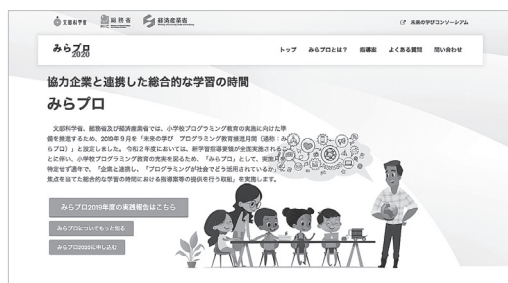 文部科学省 総務省 経済産業省 未来の学びコンソーシアム
みらプロ 2020 トップ みらプロとは？ 指導案 よくある質問 問い合わせ
協力企業と連携した総合的な学習の時間
みらプロ
文部科学省、総務省及び経済産業省では、小学校プログラミング教育の実施に向けた準
備を推進するため、2019年９月を「未来の学び プログラミング教育推進月間（通称：み
らプロ）」と設定しました。令和２年度においては、新学習指導要領が全国実施されるこ
とに伴い、小学校プログラミング教育の充実を図るため、「みらプロ」として、実施月を
特定せず通年で、「企業と連携し、「プログラミングが社会でどう活用されているか」に
焦点を当てた総合的な学習の時間における指導案等の提供を行う取組」を実施します。
みらプロ2019年度の実践報告はこちら
みらプロについてもっと知る
みらプロ2020に申し込む